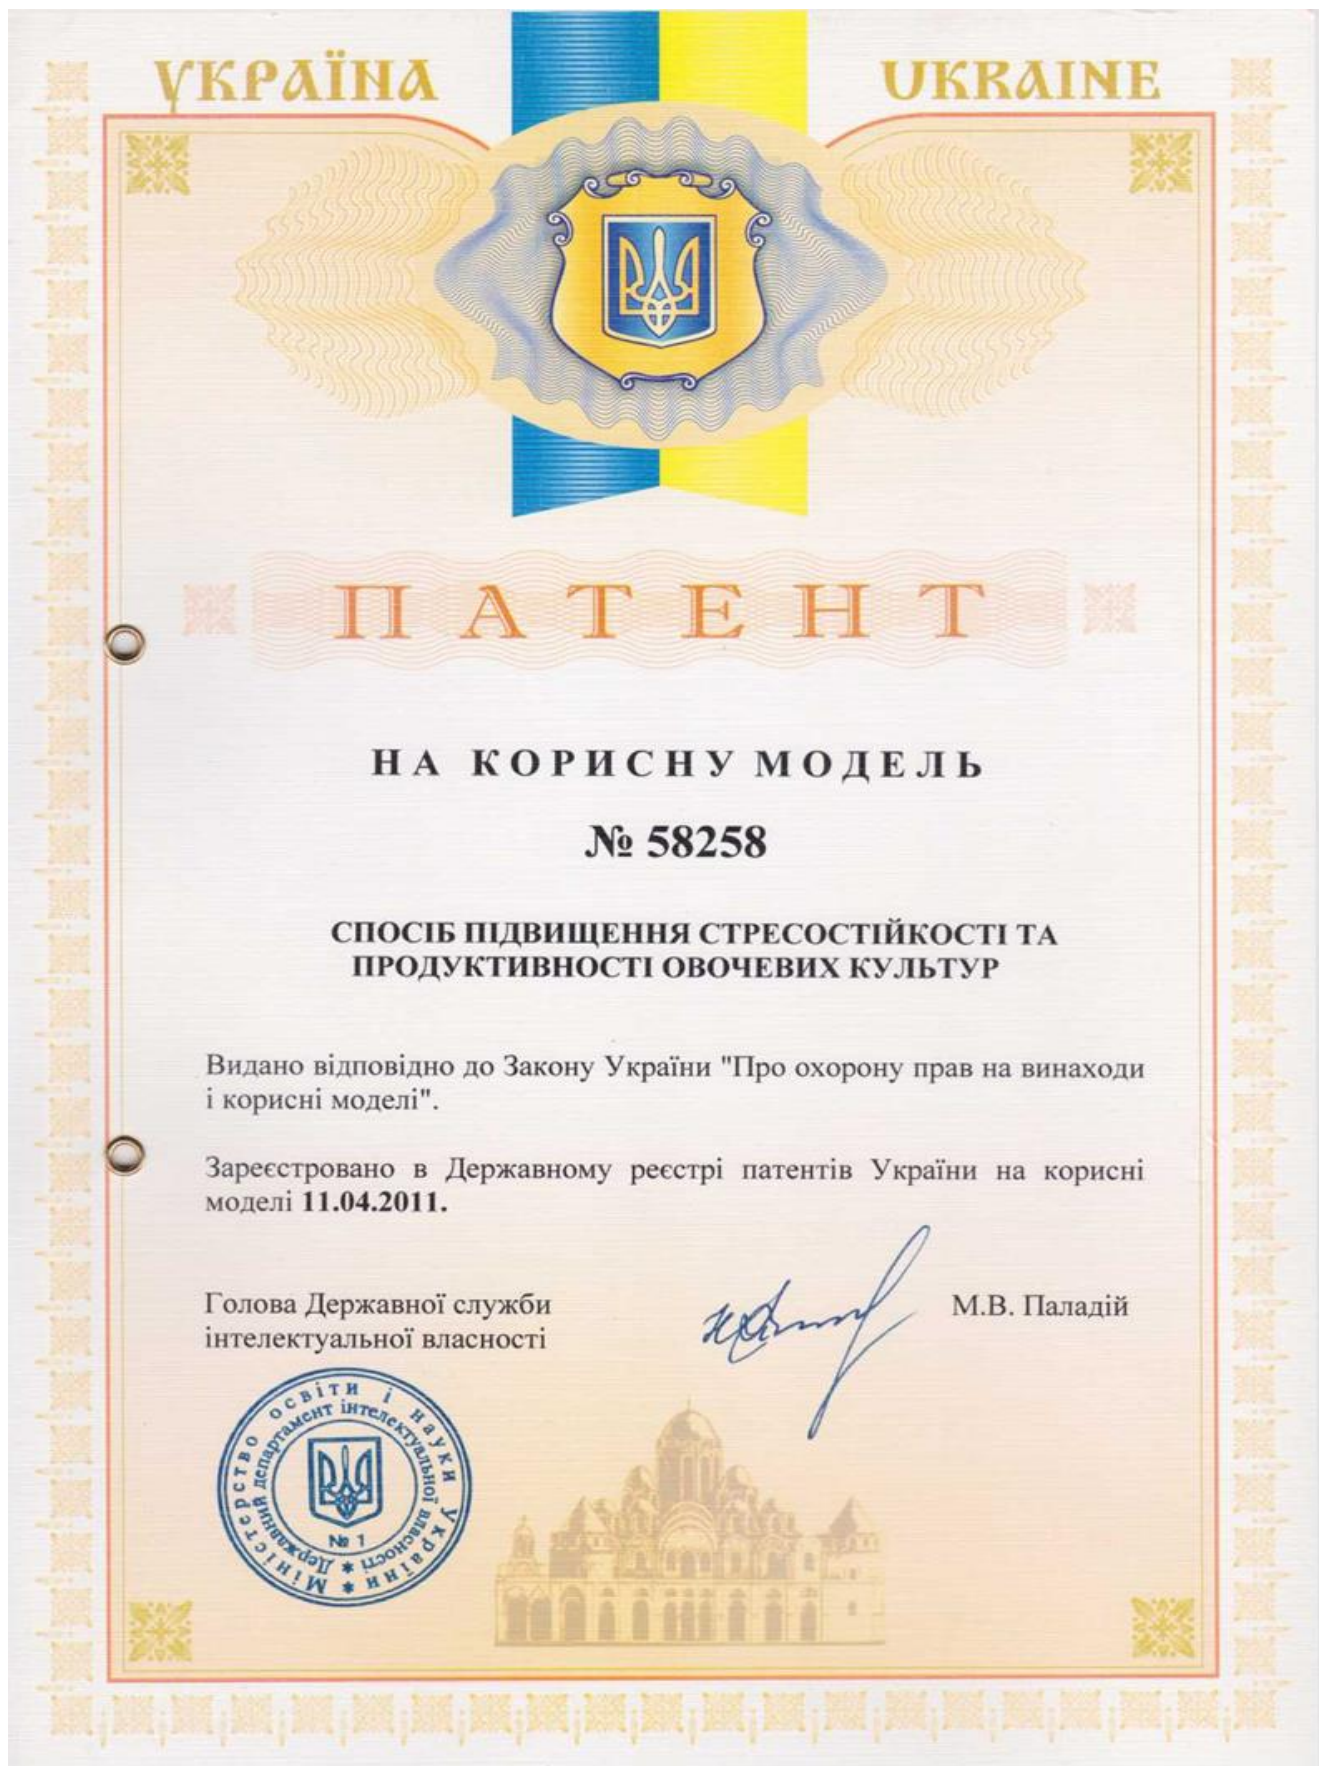 УКРАЇНА
UKRAINE
ПАТЕНТ
НА КОРИСНУ МОДЕЛЬ
№ 58258
СПОСІБ ПІДВИЩЕННЯ СТРЕСОСТІЙКОСТІ ТА
ПРОДУКТИВНОСТІ ОВОЧЕВИХ КУЛЬТУР
Видано відповідно до Закону України "Про охорону прав на винаходи
і корисні моделі".
Зареєстровано в Державному реєстрі патентів України на корисні
моделі 11.04.2011.
Голова Державної служби
інтелектуальної власності
М.В. Паладій
Міністерство освіти і науки України *
Державний департамент інтелектуальної власності *
№ 1